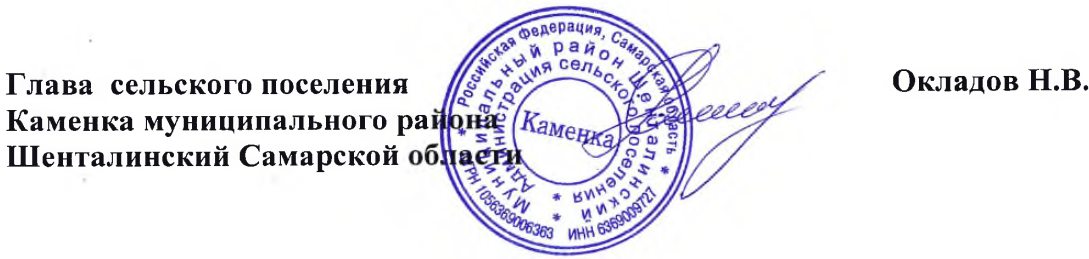 Глава сельского поселения
Каменка муниципального района
Шенталинский Самарской области
Окладов Н.В.
* Российская Федерация, Самарская область *
ОГРН 1056369006363 ИНН 6369009727
Муниципальный район Шенталинский *
Администрация сельского поселения *
Каменка